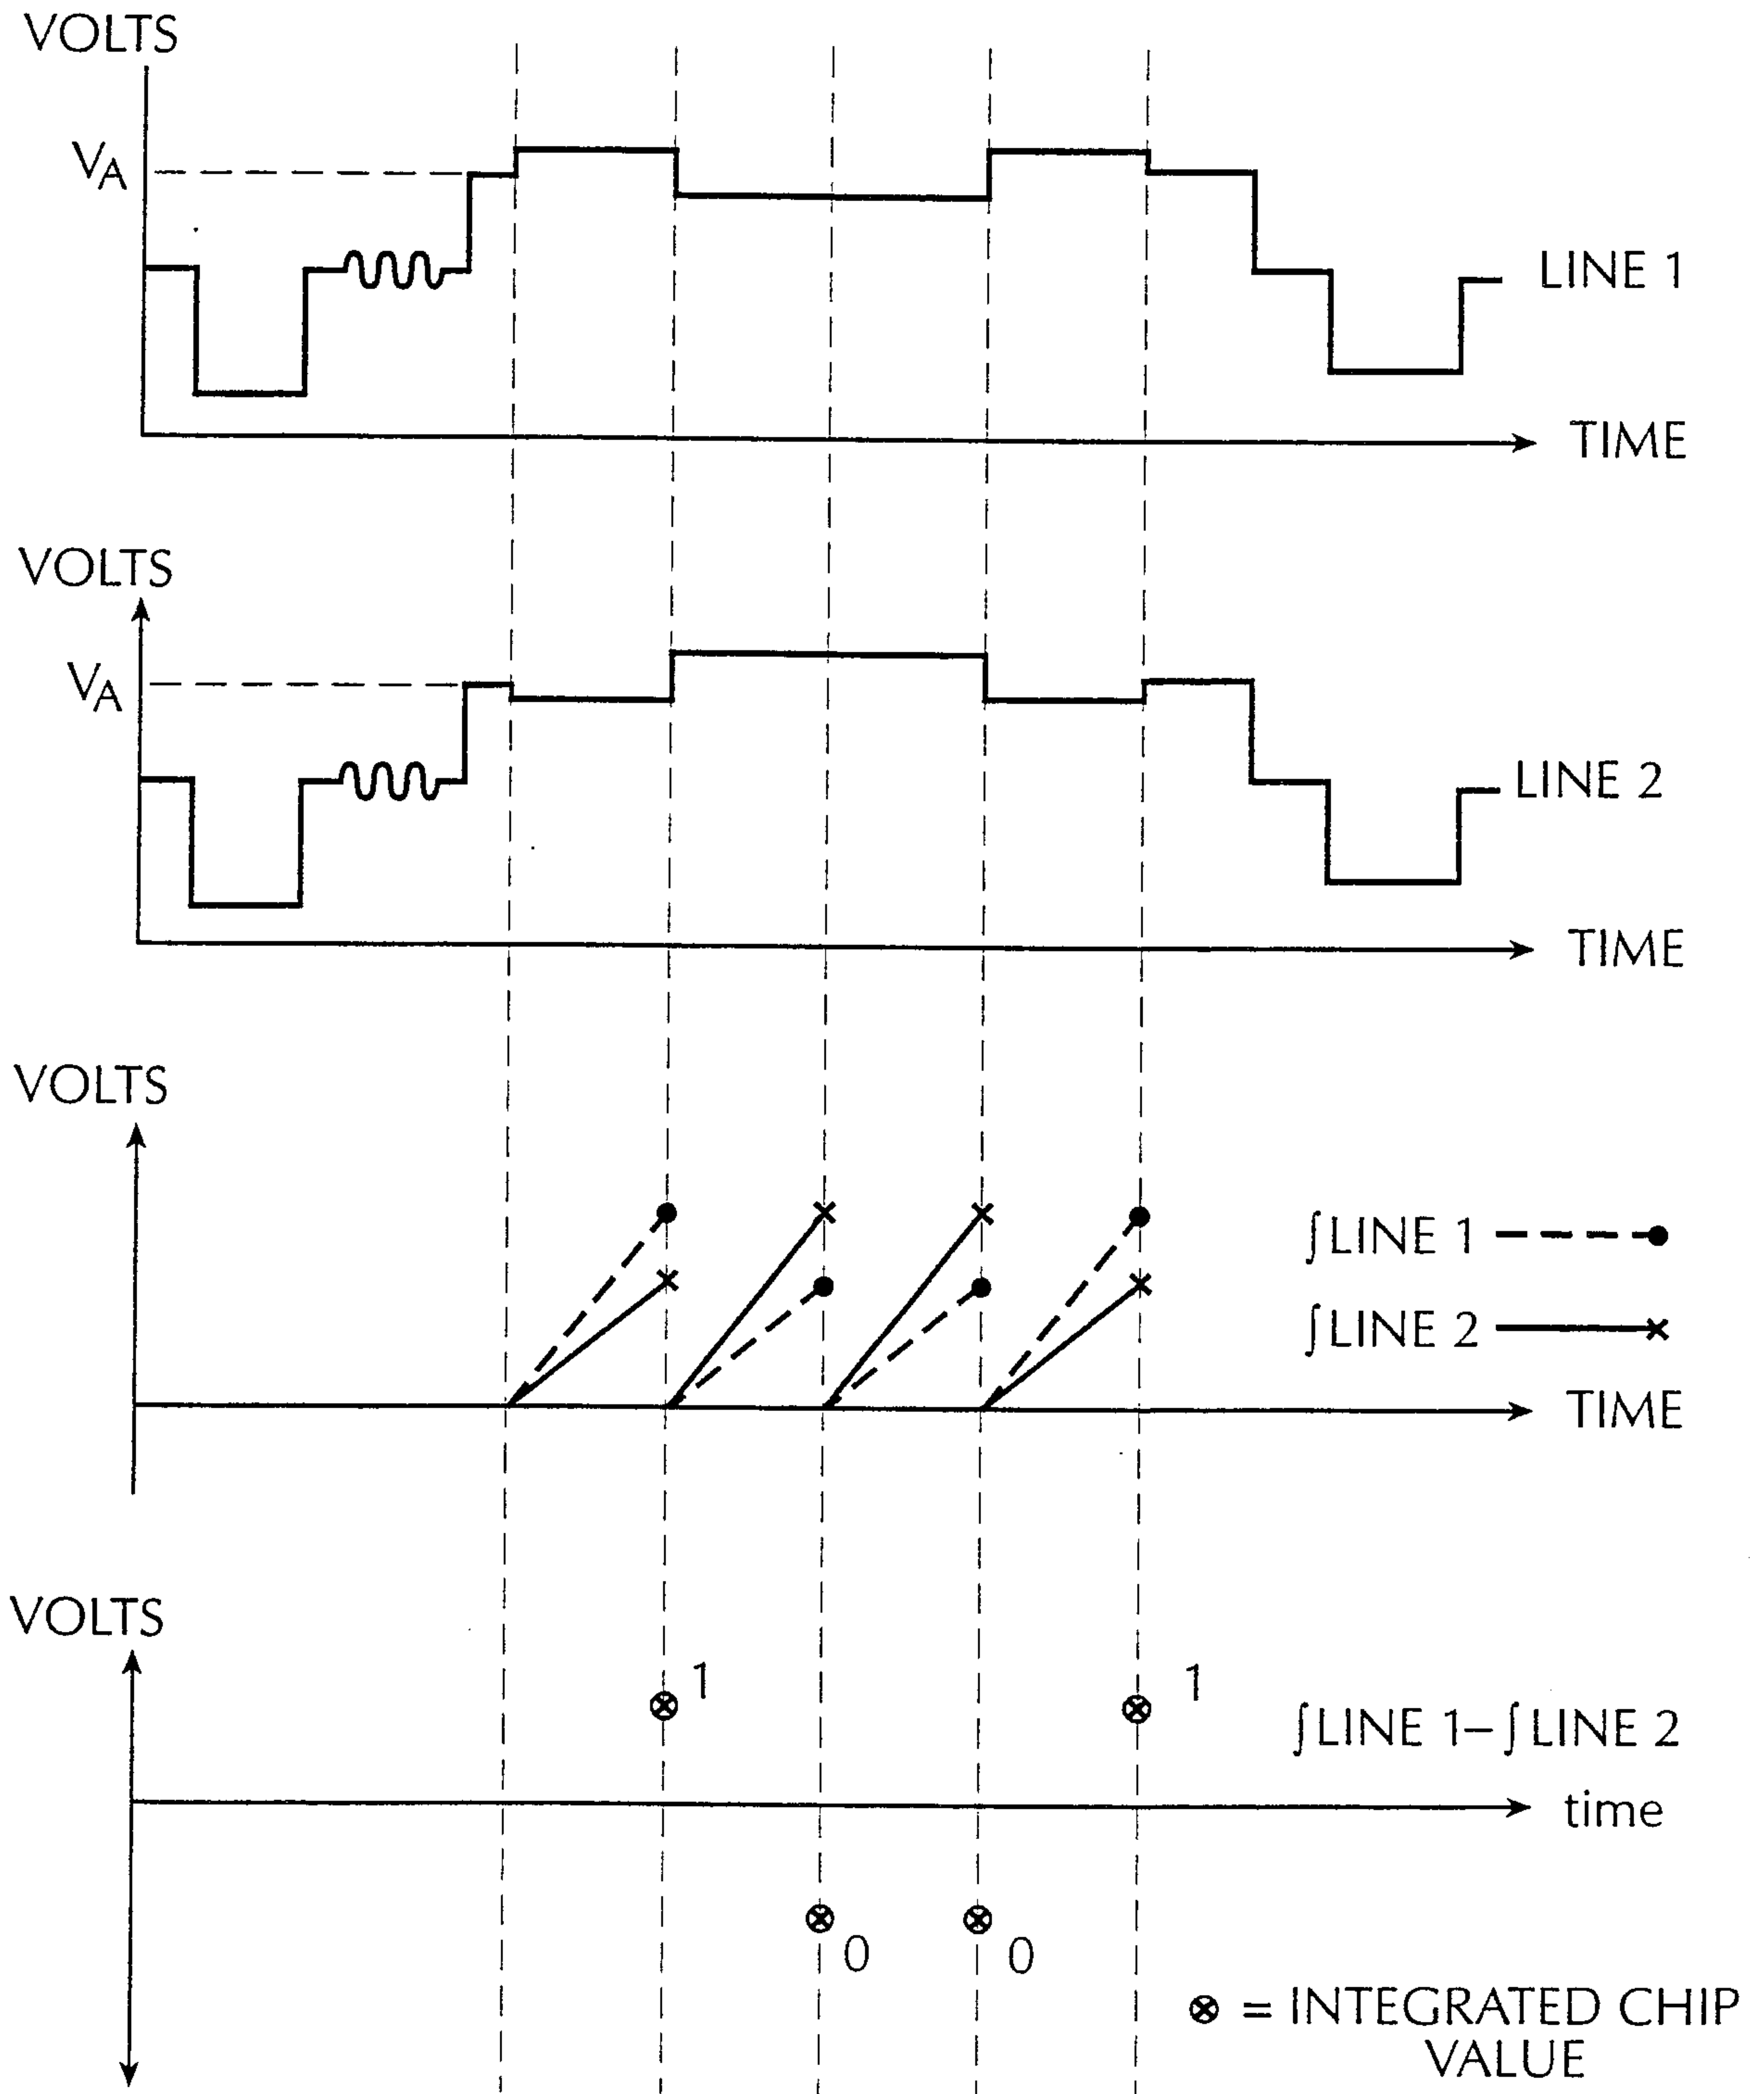 VOLTS
VA
LINE 1
TIME
VOLTS
VA
LINE 2
TIME
VOLTS
∫LINE 1
∫LINE 2
TIME
VOLTS
1
1
∫LINE 1–∫LINE 2
time
0
0
⊗ = INTEGRATED CHIP
VALUE